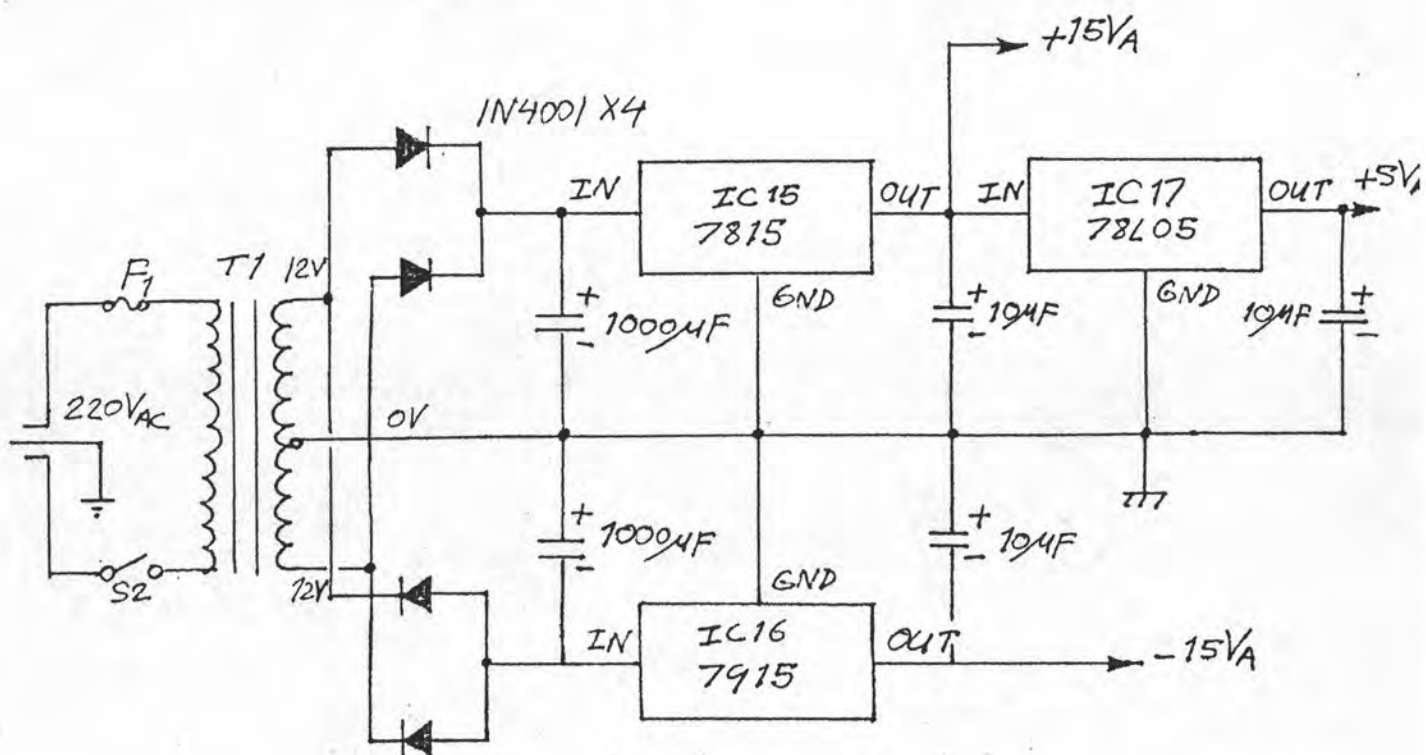 +15VA
1N4001 X4
IN
IC15
7815
OUT
IN
IC17
78L05
OUT
+5VA
F1
T1
12V
GND
GND
+
1000µF
-
+
10µF
-
10µF
+
-
220VAC
0V
+
1000µF
-
+
10µF
-
S2
12V
GND
IN
IC16
7915
OUT
-15VA